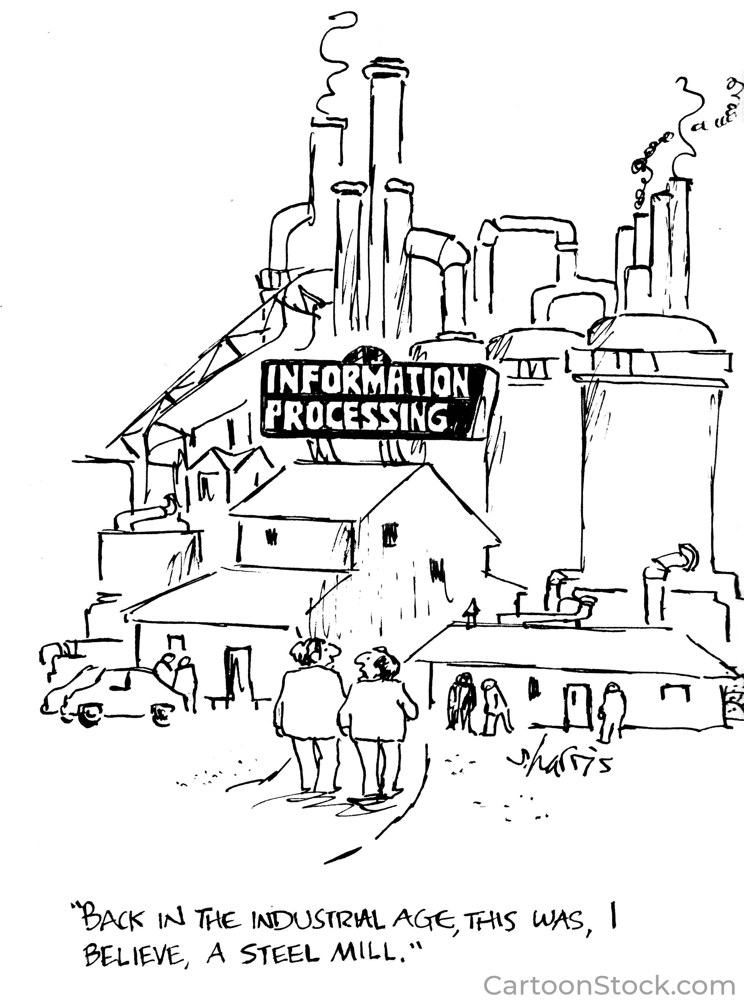 INFORMATION
PROCESSING
s.harris
"BACK IN THE INDUSTRIAL AGE, THIS WAS, I
BELIEVE, A STEEL MILL."
CartoonStock.com